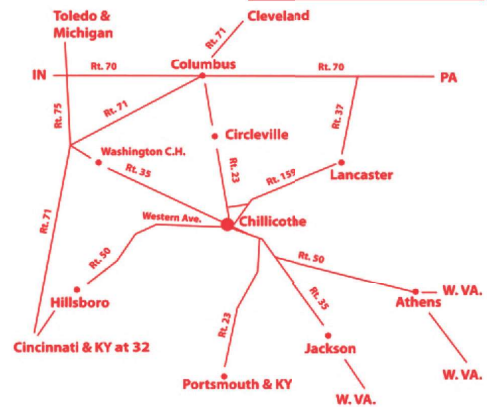 Toledo &
Michigan
Cleveland
Rt. 71
IN
Rt. 70
Columbus
Rt. 70
PA
Rt. 75
Rt. 71
Rt. 37
Circleville
Washington C.H.
Rt. 35
Rt. 23
Rt. 159
Lancaster
Western Ave.
Chillicothe
Rt. 71
Rt. 50
Rt. 50
Hillsboro
Rt. 23
Rt. 35
Athens
W. VA.
Cincinnati & KY at 32
Jackson
Portsmouth & KY
W. VA.
W. VA.